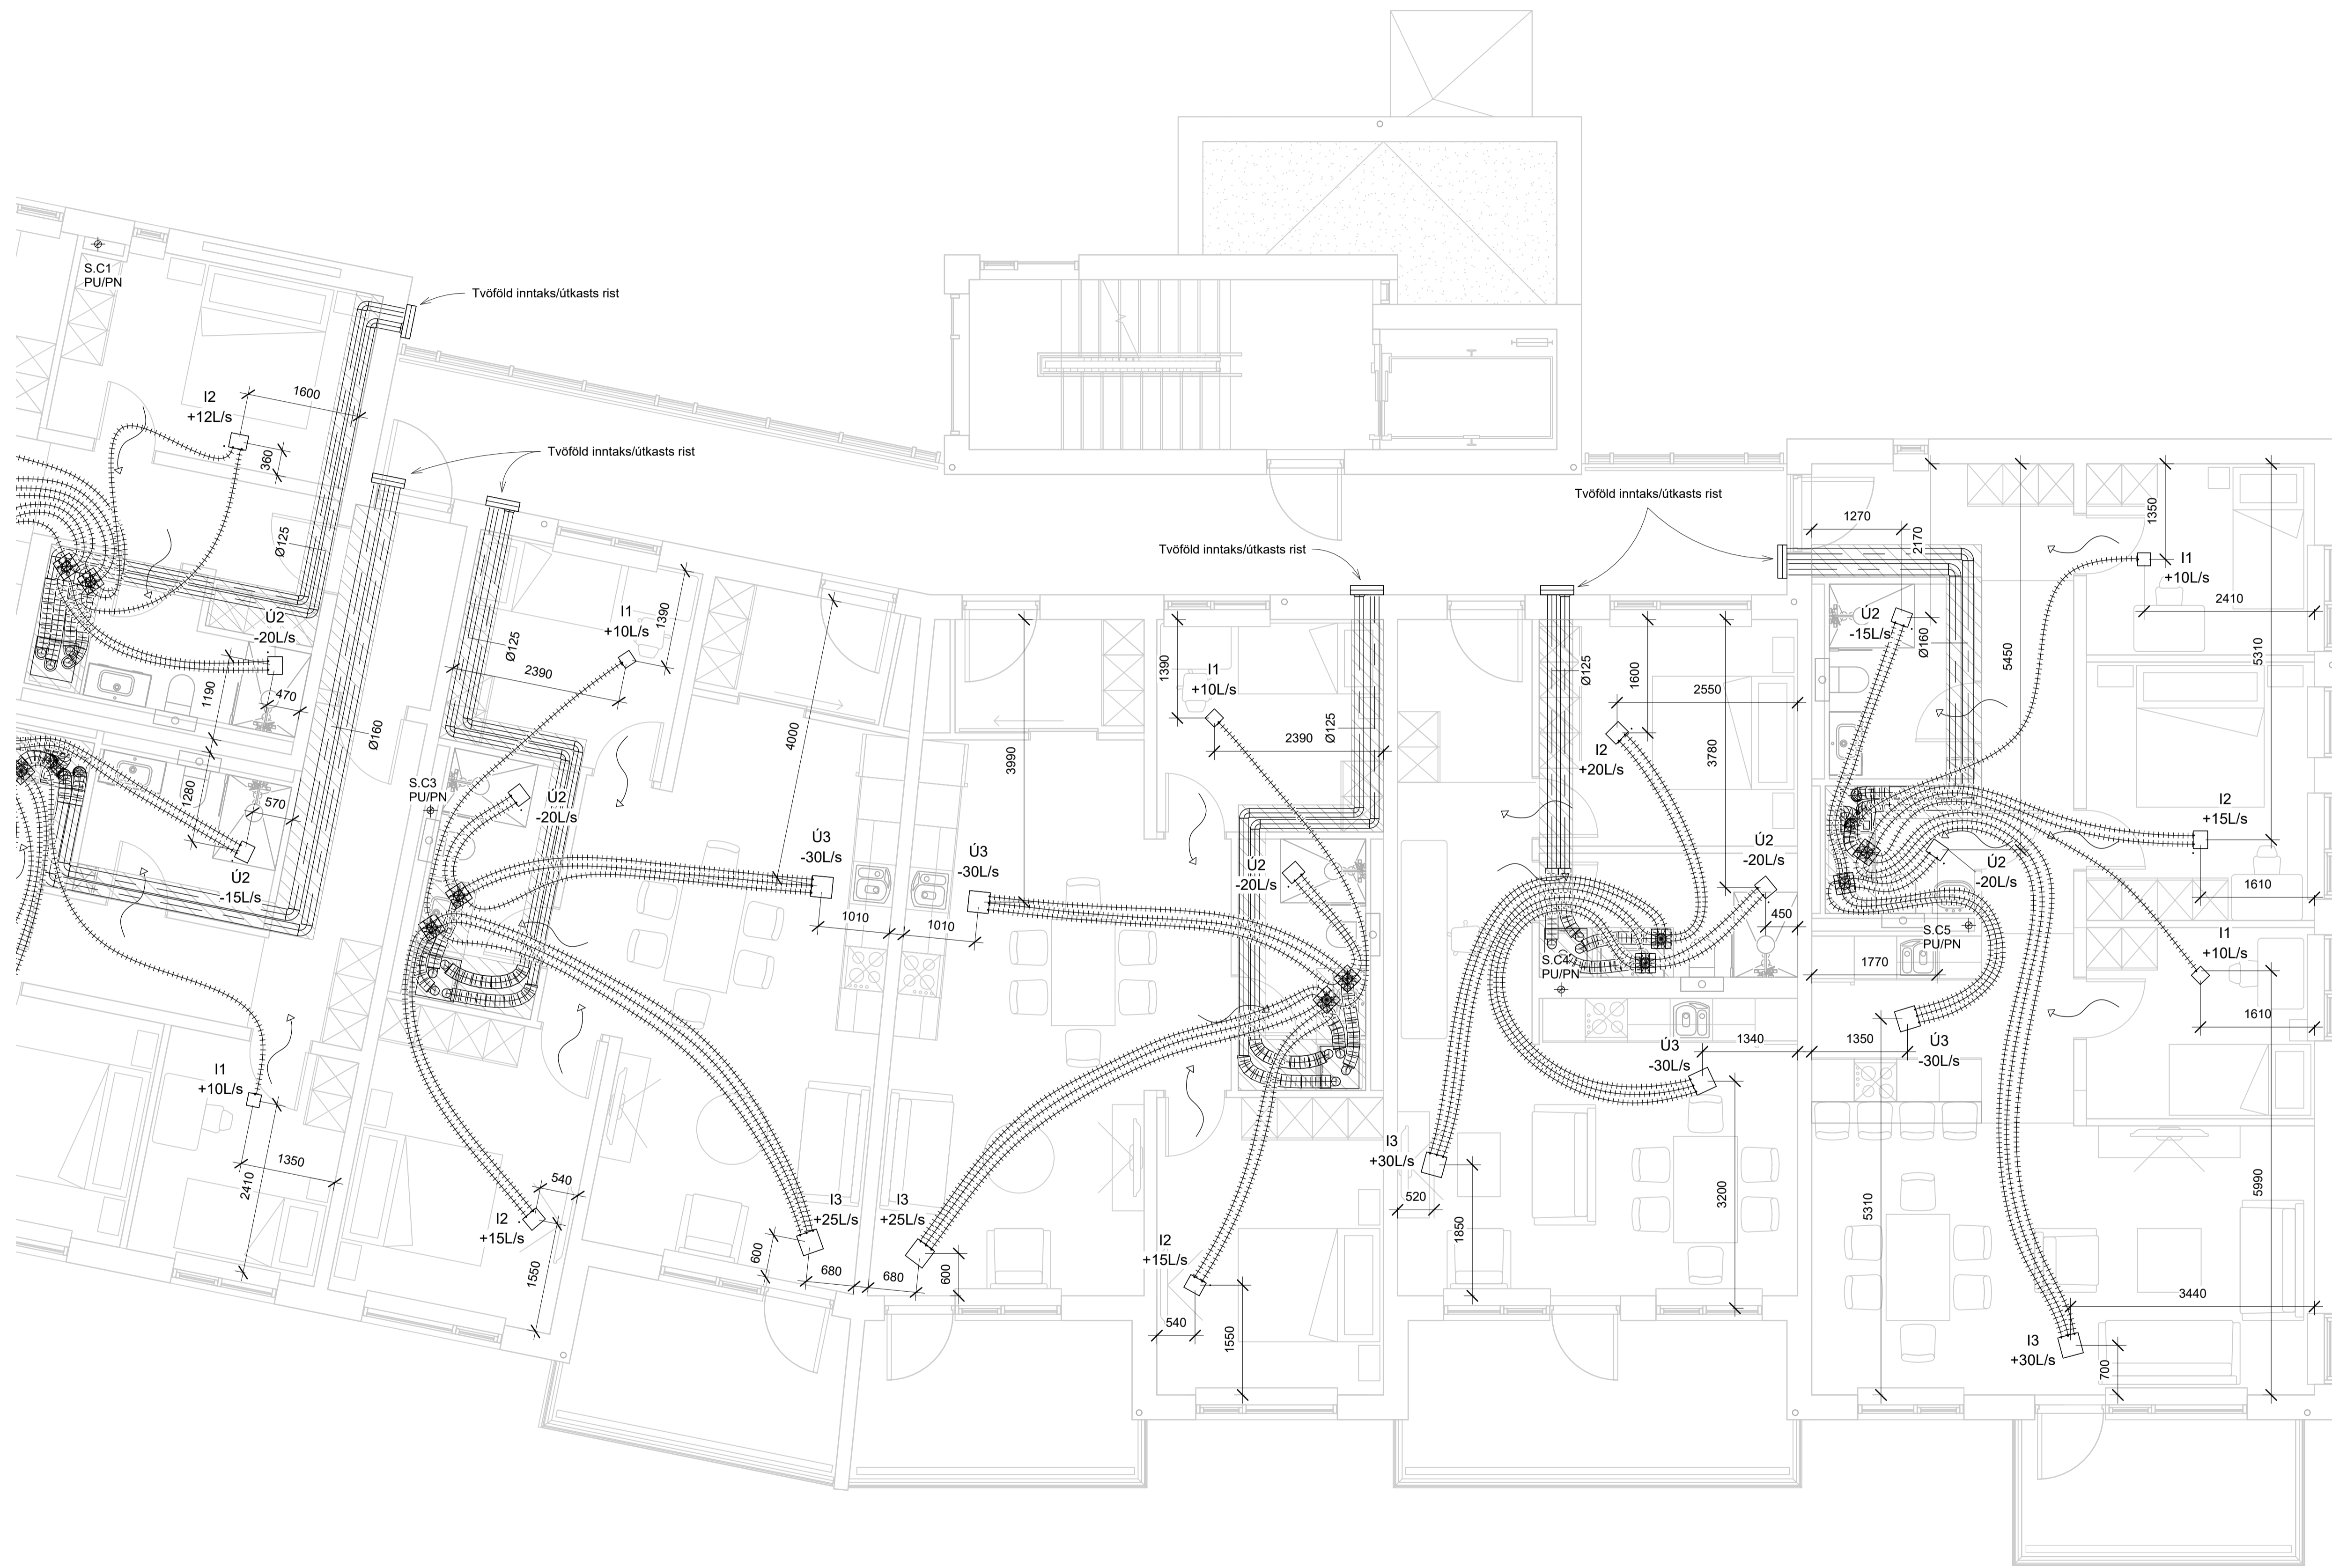 S.C1
PU/PN
Tvöföld inntaks/útkasts rist
I2
+12L/s
1600
360
Ø125
Ú2
-20L/s
1190
470
Ø160
1280
570
Ú2
-15L/s
I1
+10L/s
1350
2410
Tvöföld inntaks/útkasts rist
Ø125
I1
+10L/s
1390
2390
S.C3
PU/PN
Ú2
-20L/s
4000
Ú3
-30L/s
1010
I2
+15L/s
540
1550
I3
+25L/s
600
680
Tvöföld inntaks/útkasts rist
3990
1390
I1
+10L/s
2390
Ø125
Ú3
-30L/s
1010
Ú2
-20L/s
I3
+25L/s
680
600
I2
+15L/s
540
1550
Tvöföld inntaks/útkasts rist
Ø125
1600
2550
I2
+20L/s
3780
Ú2
-20L/s
450
S.C4
PU/PN
Ú3
-30L/s
1340
I3
+30L/s
520
1850
3200
1270
2170
Ú2
-15L/s
Ø160
5450
1350
I1
+10L/s
2410
5310
I2
+15L/s
1610
Ú2
-20L/s
S.C5
PU/PN
1770
I1
+10L/s
1610
1350
Ú3
-30L/s
5310
5990
3440
I3
+30L/s
700